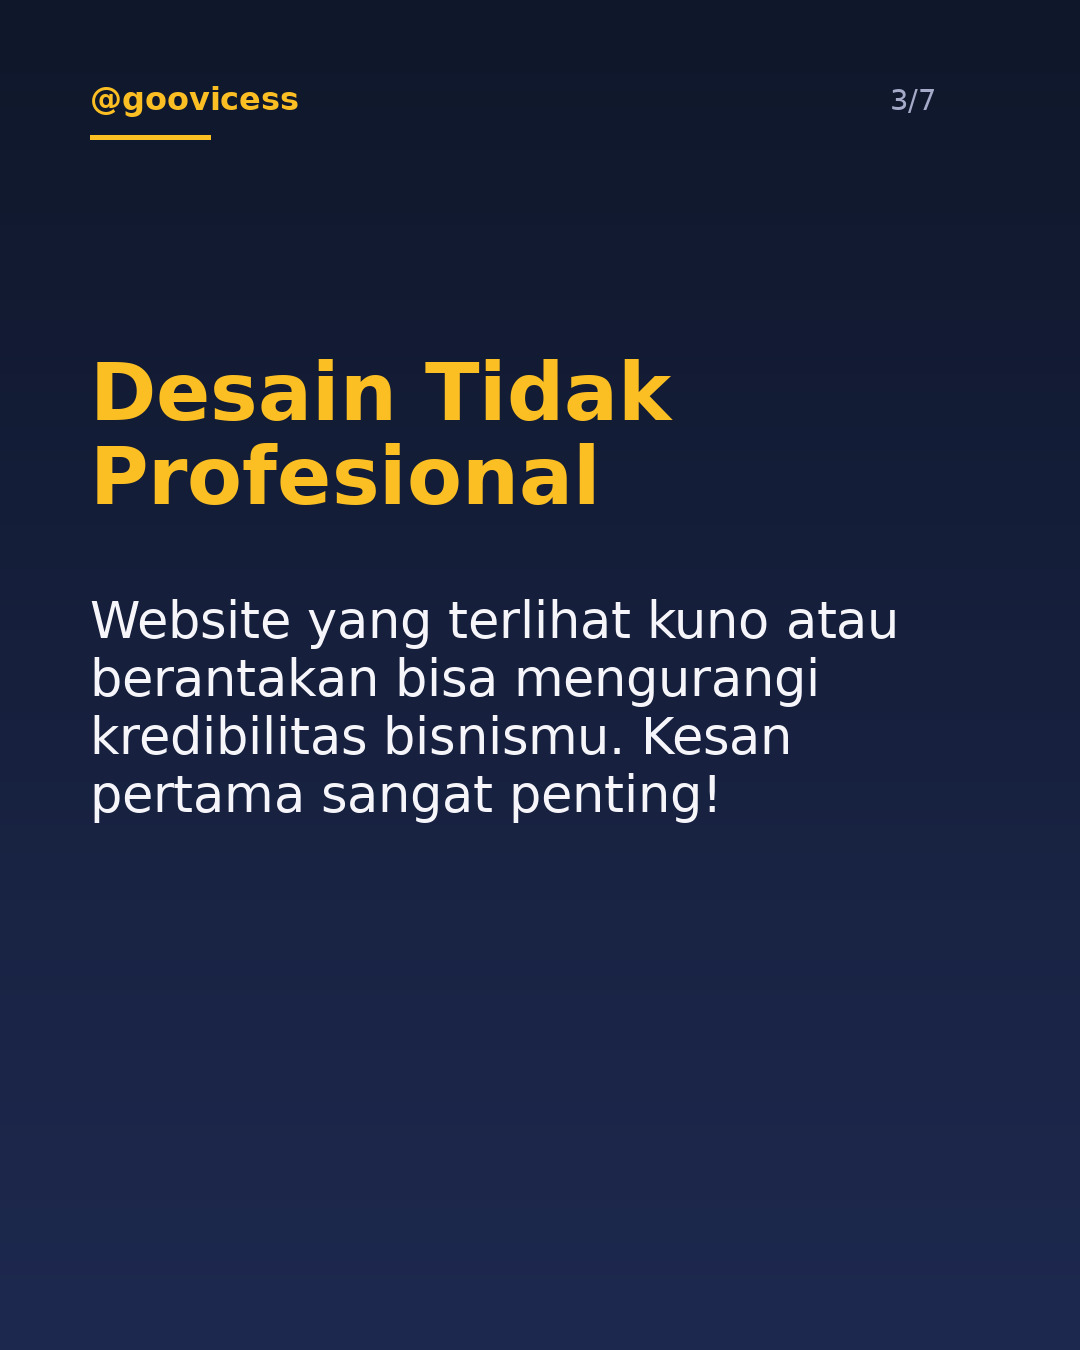 @goovicess
3/7
Desain Tidak
Profesional
Website yang terlihat kuno atau
berantakan bisa mengurangi
kredibilitas bisnismu. Kesan
pertama sangat penting!